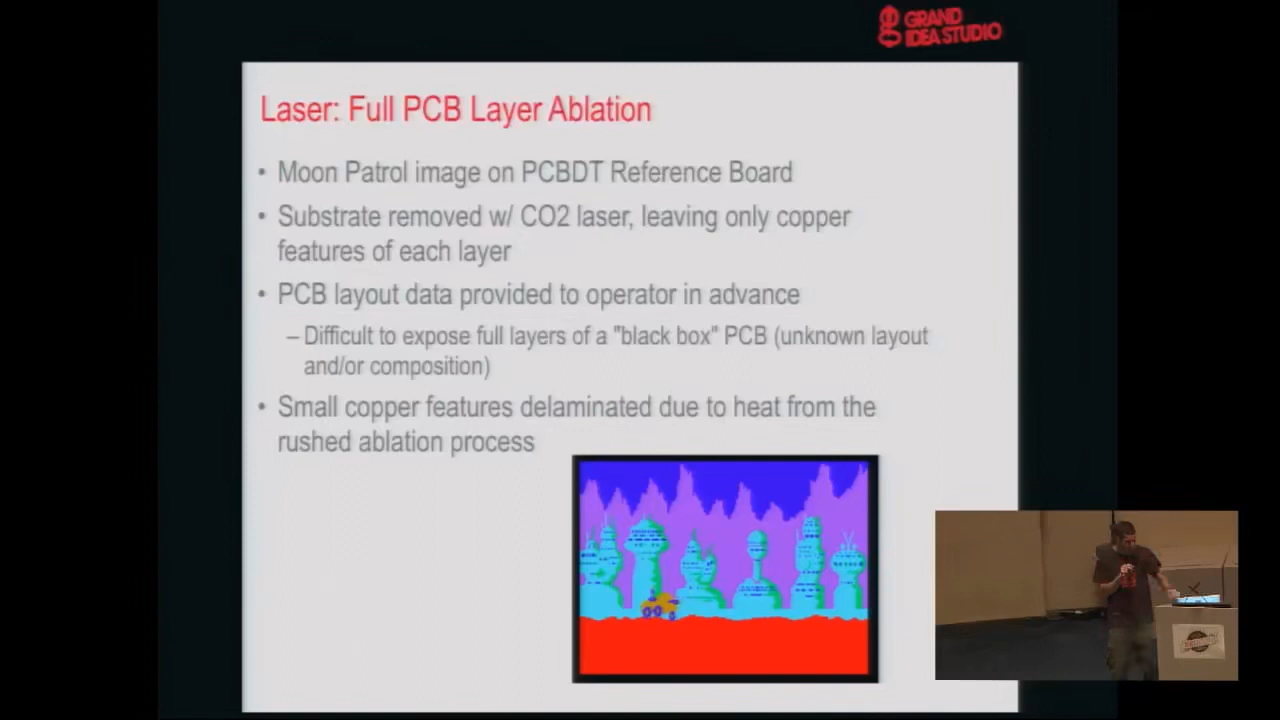 GRAND
IDEA STUDIO
Laser: Full PCB Layer Ablation
• Moon Patrol image on PCBDT Reference Board
• Substrate removed w/ CO2 laser, leaving only copper
features of each layer
• PCB layout data provided to operator in advance
– Difficult to expose full layers of a "black box" PCB (unknown layout
and/or composition)
• Small copper features delaminated due to heat from the
rushed ablation process